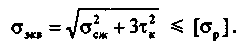 σэкв = √σ²сж + 3τ²к ≤ [σр].